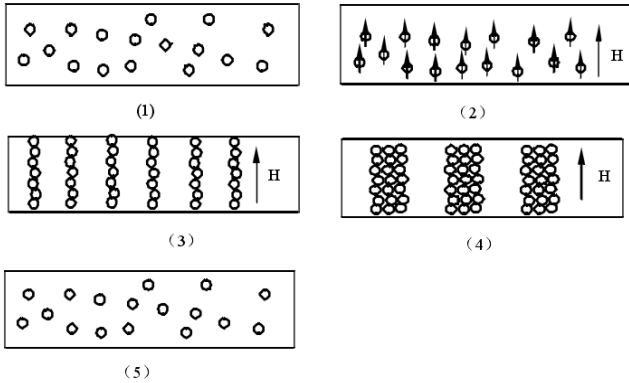 (1)
H
（2）
H
（3）
H
（4）
（5）